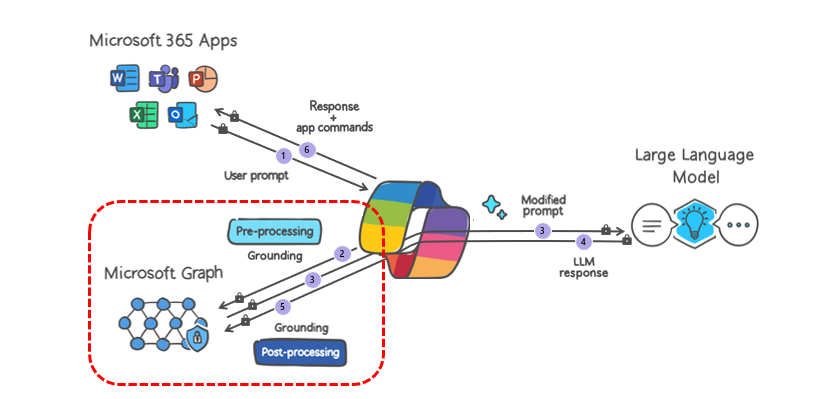 Microsoft 365 Apps
W
T
P
X
O
Response
+
app commands
6
1
User prompt
Large Language
Model
Modified
prompt
3
4
LLM
response
Pre-processing
Grounding
2
Microsoft Graph
3
5
Grounding
Post-processing